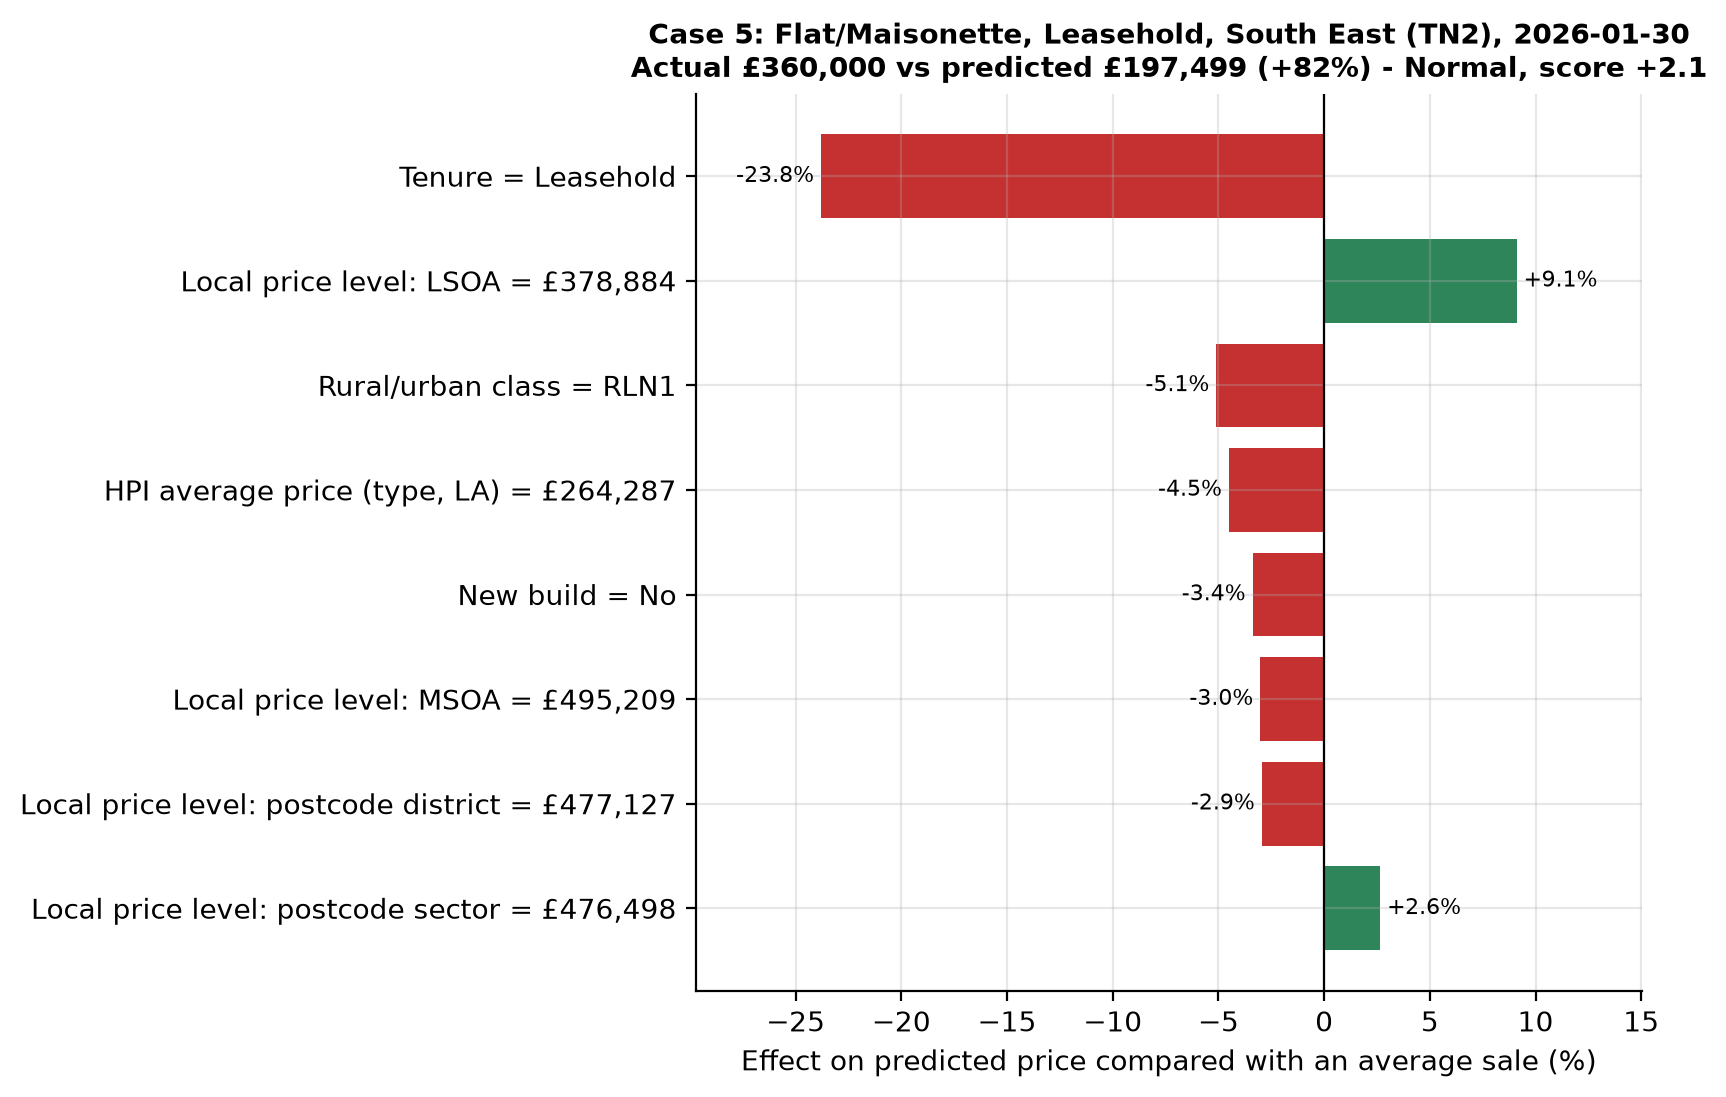 Case 5: Flat/Maisonette, Leasehold, South East (TN2), 2026-01-30
Actual £360,000 vs predicted £197,499 (+82%) - Normal, score +2.1
Tenure = Leasehold
-23.8%
Local price level: LSOA = £378,884
+9.1%
Rural/urban class = RLN1
-5.1%
HPI average price (type, LA) = £264,287
-4.5%
New build = No
-3.4%
Local price level: MSOA = £495,209
-3.0%
Local price level: postcode district = £477,127
-2.9%
Local price level: postcode sector = £476,498
+2.6%
−25 −20 −15 −10 −5 0 5 10 15
Effect on predicted price compared with an average sale (%)